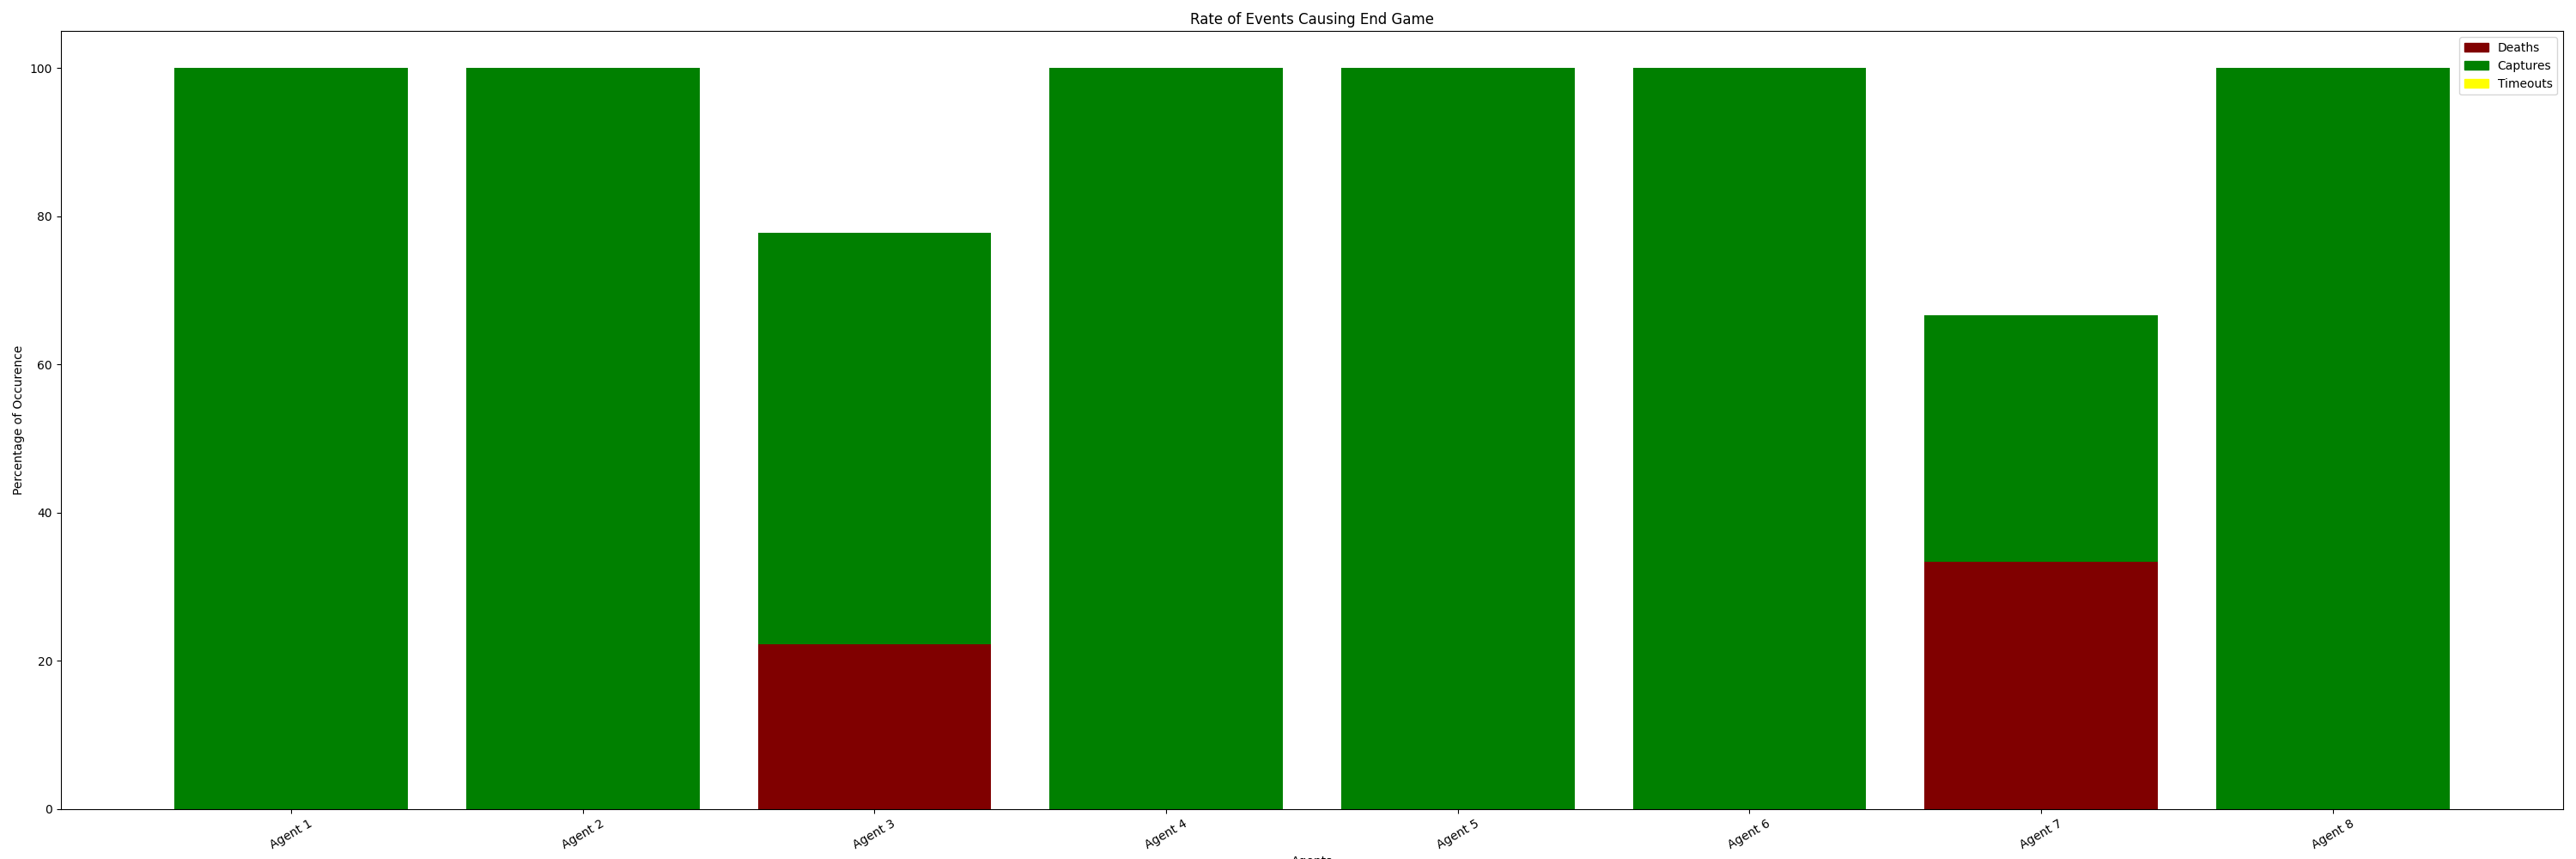 Rate of Events Causing End Game
Deaths
Captures
Timeouts
Percentage of Occurence
100
80
60
40
20
0
Agent 1
Agent 2
Agent 3
Agent 4
Agent 5
Agent 6
Agent 7
Agent 8